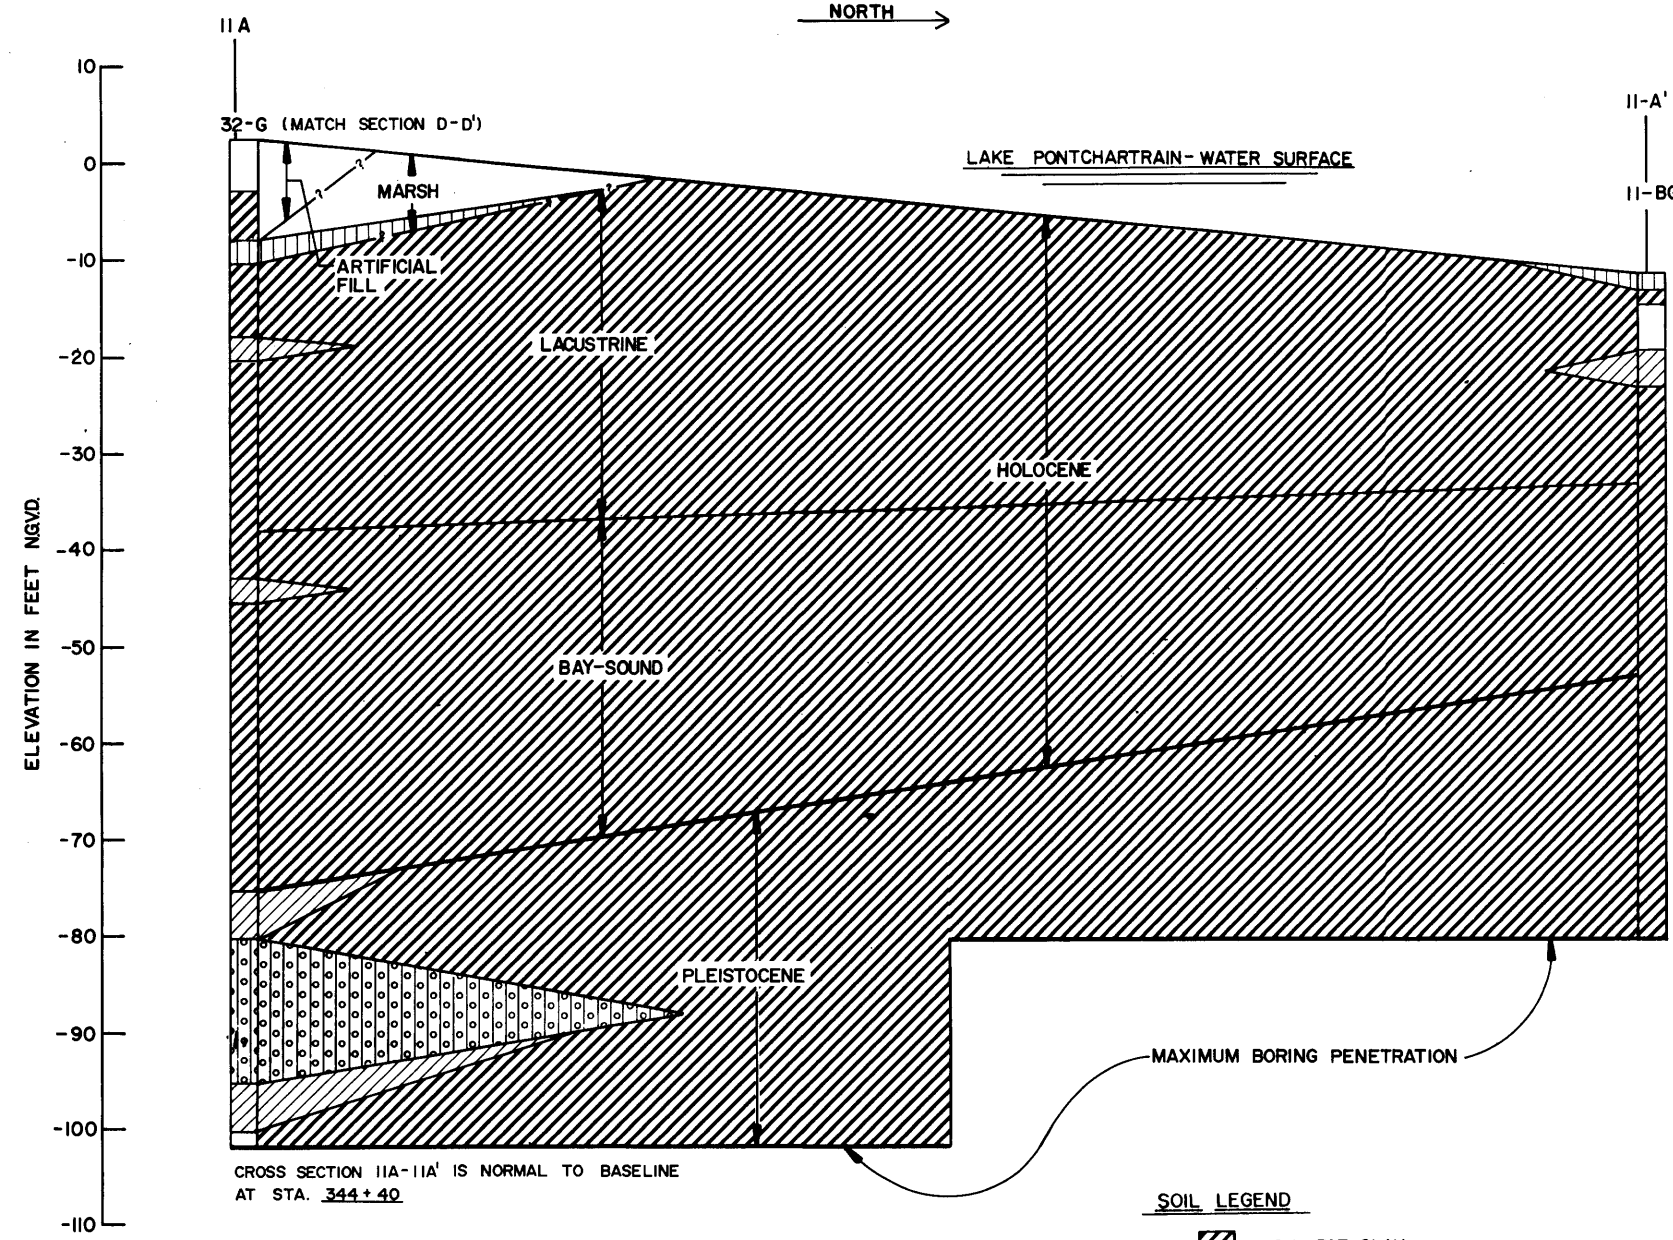 NORTH
11A
10
11-A'
32-G (MATCH SECTION D-D')
0
LAKE PONTCHARTRAIN-WATER SURFACE
?
?
?
MARSH
11-BG
-10
ARTIFICIAL
FILL
LACUSTRINE
-20
-30
HOLOCENE
ELEVATION IN FEET N.G.V.D.
-40
-50
BAY-SOUND
-60
-70
-80
PLEISTOCENE
-90
MAXIMUM BORING PENETRATION
-100
CROSS SECTION 11A-11A' IS NORMAL TO BASELINE
AT STA. 344+40
SOIL LEGEND
-110